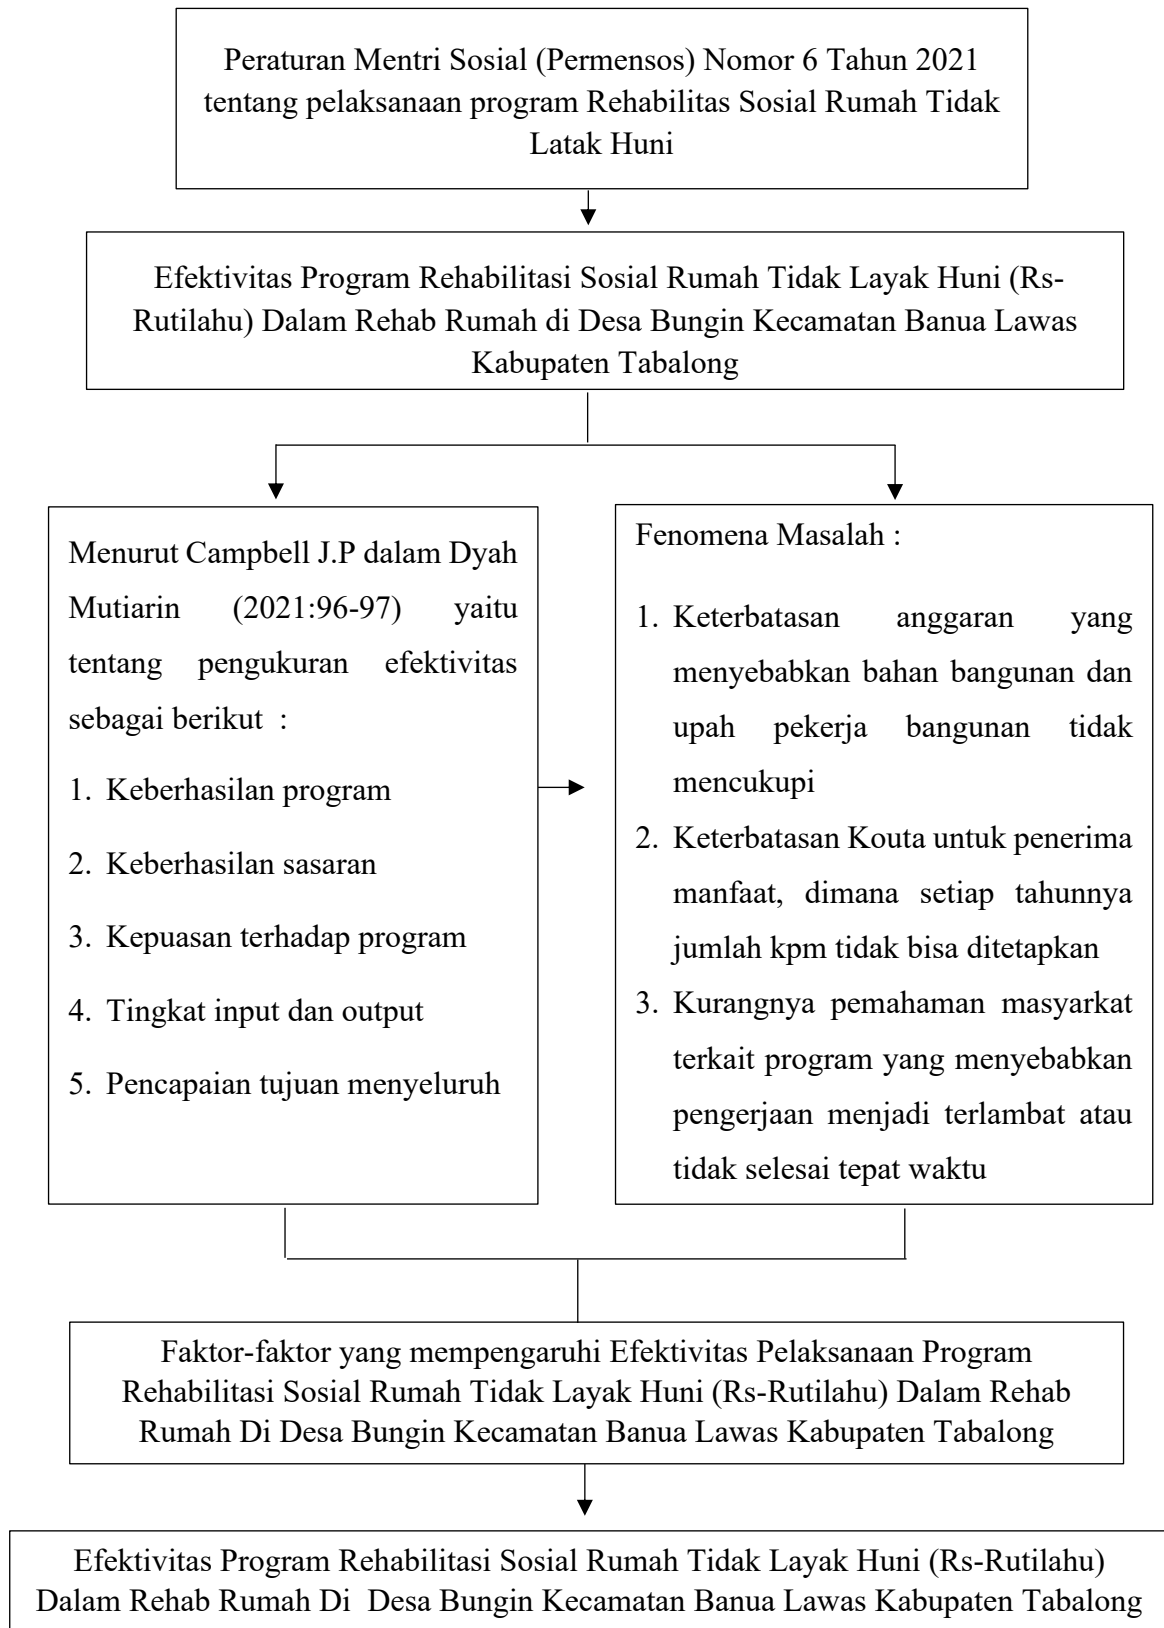 Peraturan Mentri Sosial (Permensos) Nomor 6 Tahun 2021
tentang pelaksanaan program Rehabilitas Sosial Rumah Tidak
Latak Huni
Efektivitas Program Rehabilitasi Sosial Rumah Tidak Layak Huni (Rs-
Rutilahu) Dalam Rehab Rumah di Desa Bungin Kecamatan Banua Lawas
Kabupaten Tabalong
Menurut Campbell J.P dalam Dyah
Mutiarin (2021:96-97) yaitu
tentang pengukuran efektivitas
sebagai berikut :
1. Keberhasilan program
2. Keberhasilan sasaran
3. Kepuasan terhadap program
4. Tingkat input dan output
5. Pencapaian tujuan menyeluruh
Fenomena Masalah :
1. Keterbatasan anggaran yang
menyebabkan bahan bangunan dan
upah pekerja bangunan tidak
mencukupi
2. Keterbatasan Kouta untuk penerima
manfaat, dimana setiap tahunnya
jumlah kpm tidak bisa ditetapkan
3. Kurangnya pemahaman masyarkat
terkait program yang menyebabkan
pengerjaan menjadi terlambat atau
tidak selesai tepat waktu
Faktor-faktor yang mempengaruhi Efektivitas Pelaksanaan Program
Rehabilitasi Sosial Rumah Tidak Layak Huni (Rs-Rutilahu) Dalam Rehab
Rumah Di Desa Bungin Kecamatan Banua Lawas Kabupaten Tabalong
Efektivitas Program Rehabilitasi Sosial Rumah Tidak Layak Huni (Rs-Rutilahu)
Dalam Rehab Rumah Di Desa Bungin Kecamatan Banua Lawas Kabupaten Tabalong